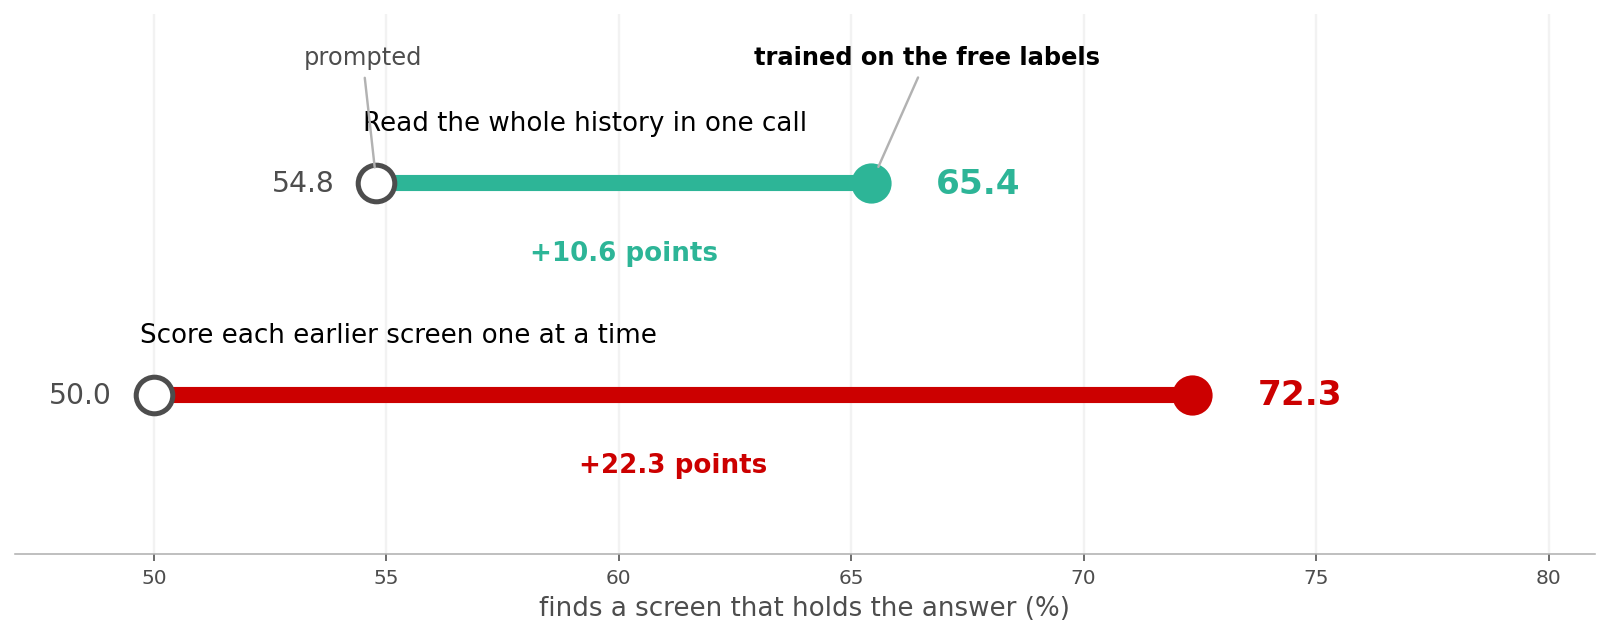 prompted
trained on the free labels
Read the whole history in one call
54.8
65.4
+10.6 points
Score each earlier screen one at a time
50.0
72.3
+22.3 points
50 55 60 65 70 75 80
finds a screen that holds the answer (%)